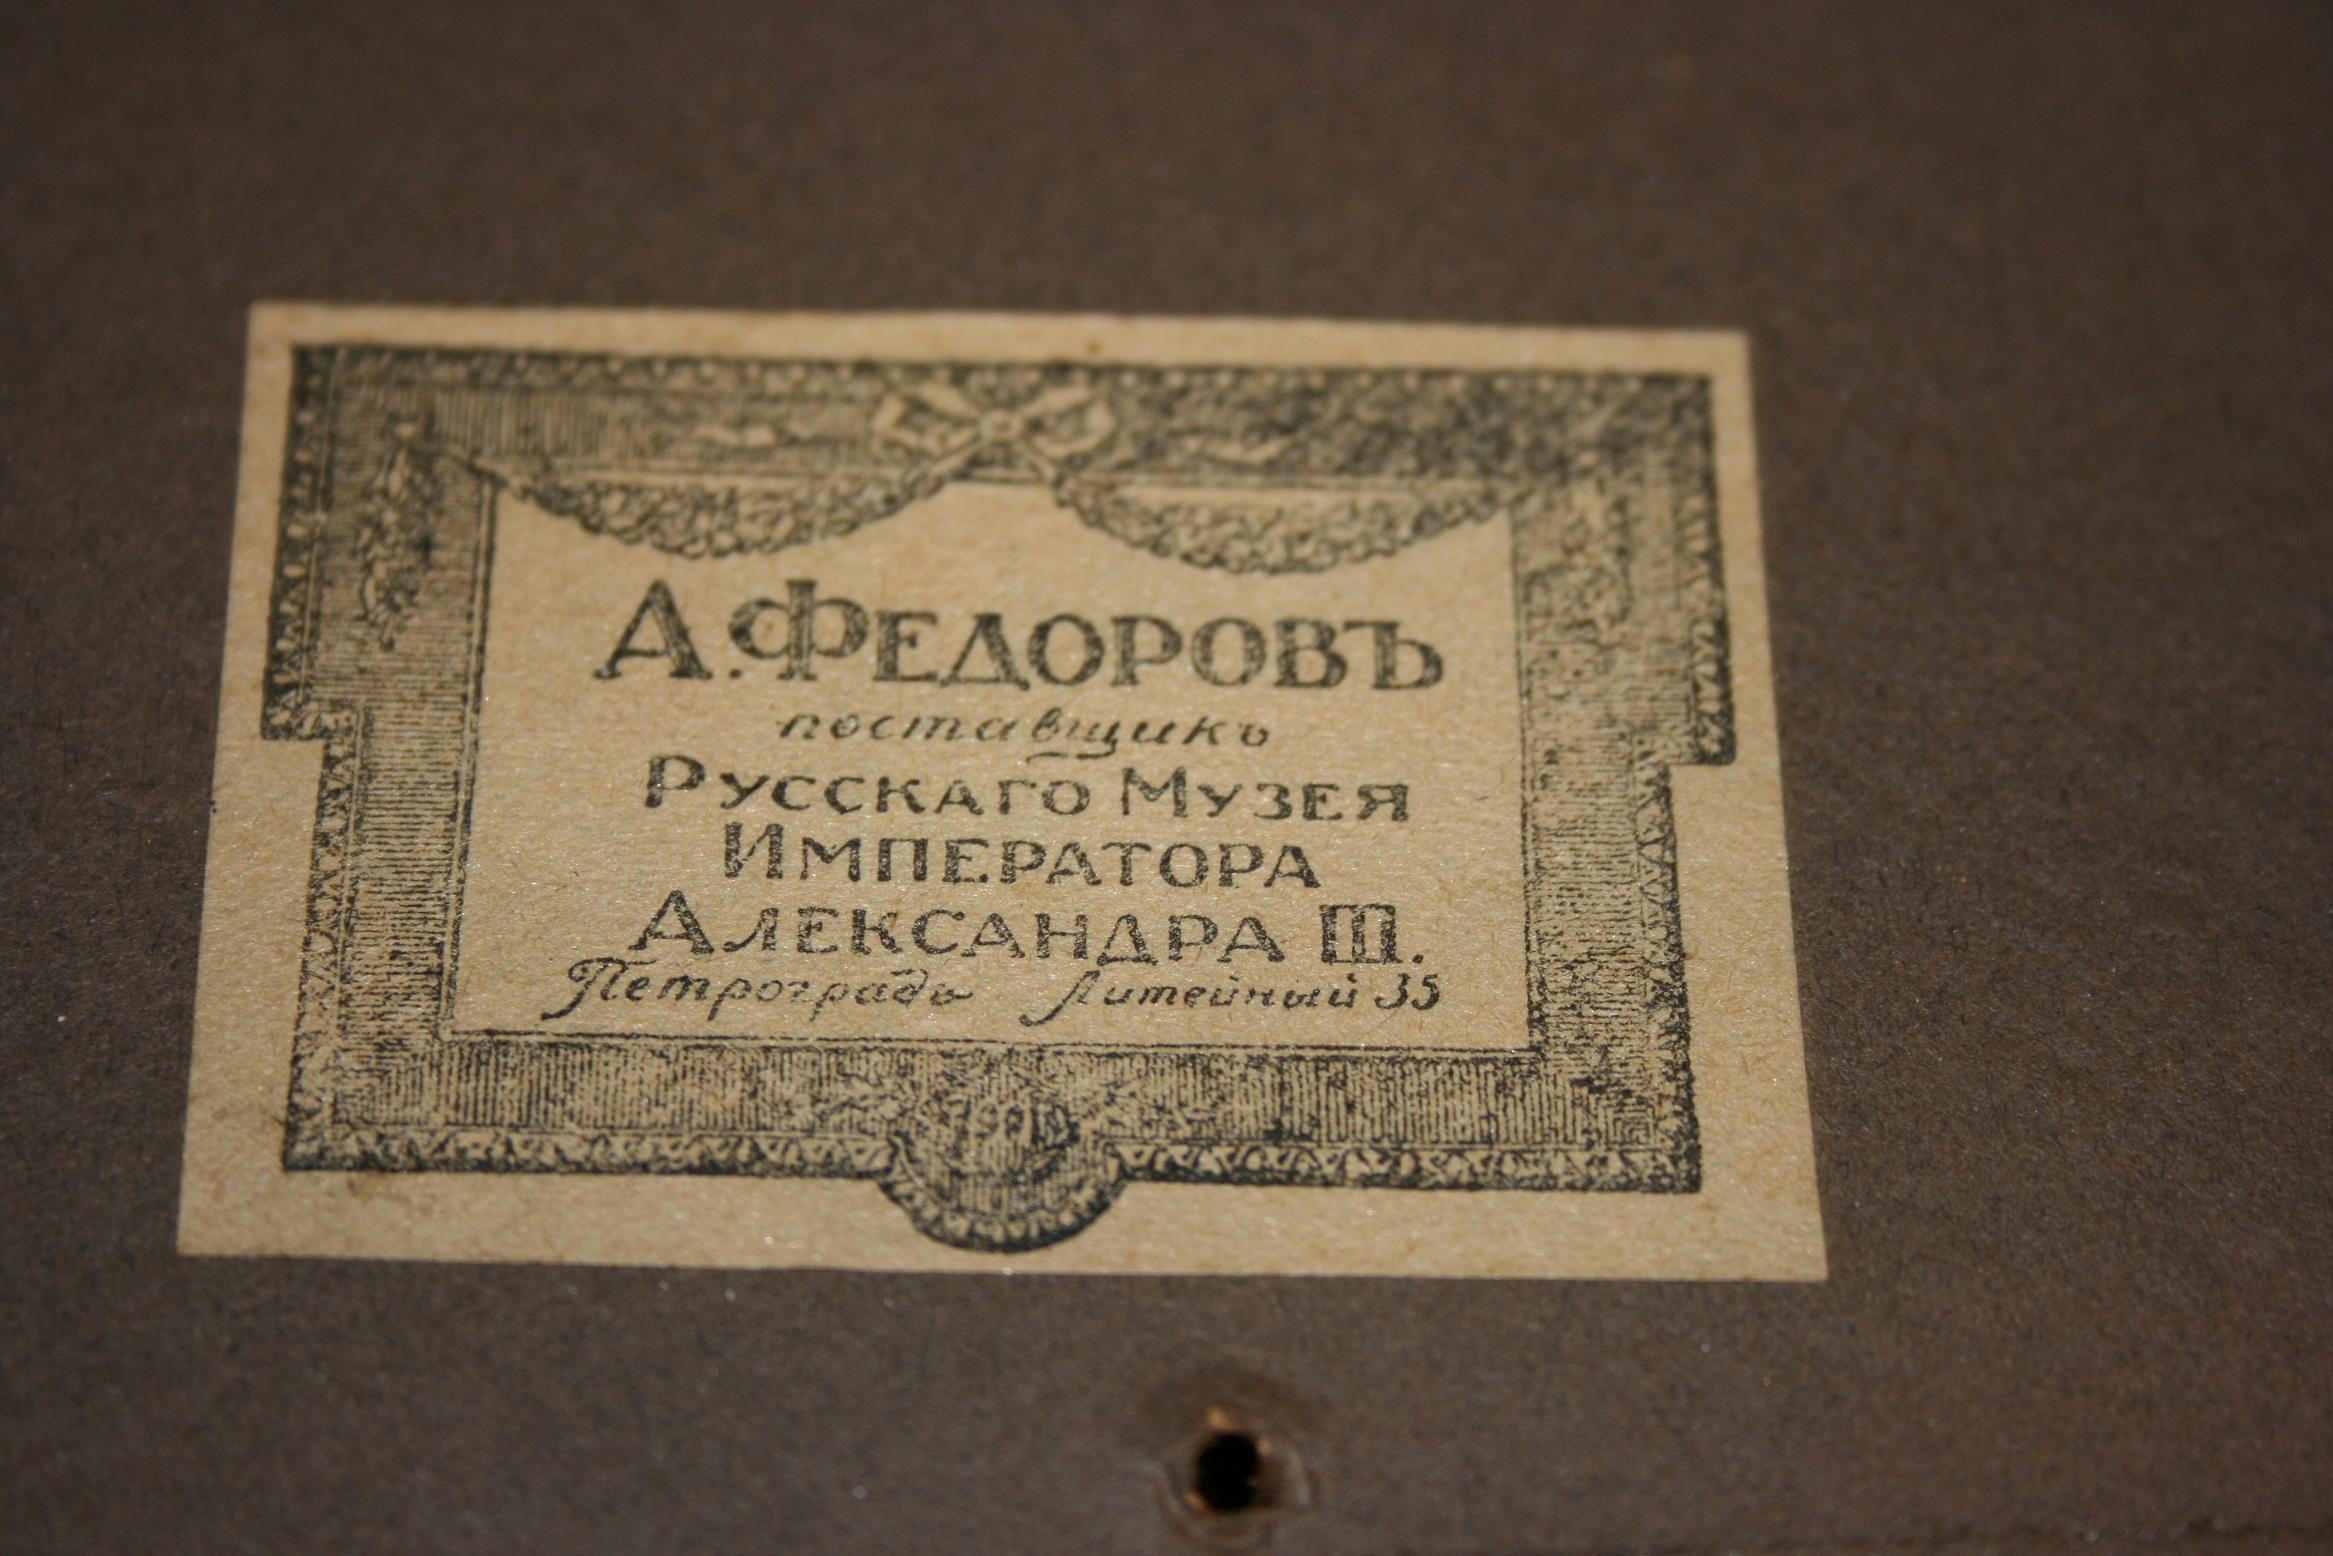 А. ФЕДОРОВЪ
поставщикъ
РУССКАГО МУЗЕЯ
ИМПЕРАТОРА
АЛЕКСАНДРА III.
Петроградъ Литейный 35